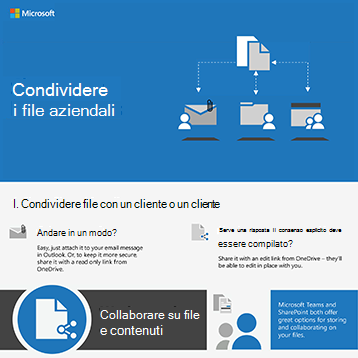 Microsoft
Condividere
i file aziendali
I. Condividere file con un cliente o un cliente
Andare in un modo?
Easy, just attach it to your email message
in Outlook. Or, to keep it more secure,
share it with a read only link from
OneDrive.
Serve una risposta Il consenso esplicito deve
essere compilato?
Share it with an edit link from OneDrive – they'll
be able to edit in place with you.
Collaborare su file
e contenuti
Microsoft Teams and
SharePoint both offer
great options for storing
and collaborating on
your files.